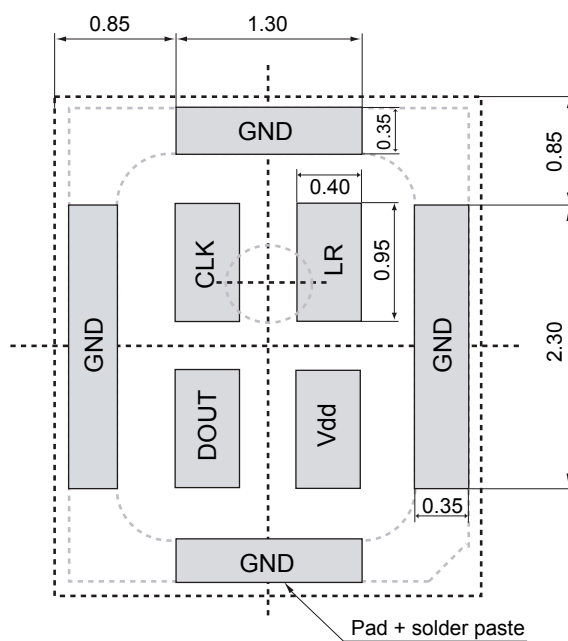 0.85
1.30
GND
0.35
0.85
0.40
CLK
LR
0.95
GND
GND
2.30
DOUT
Vdd
0.35
GND
Pad + solder paste